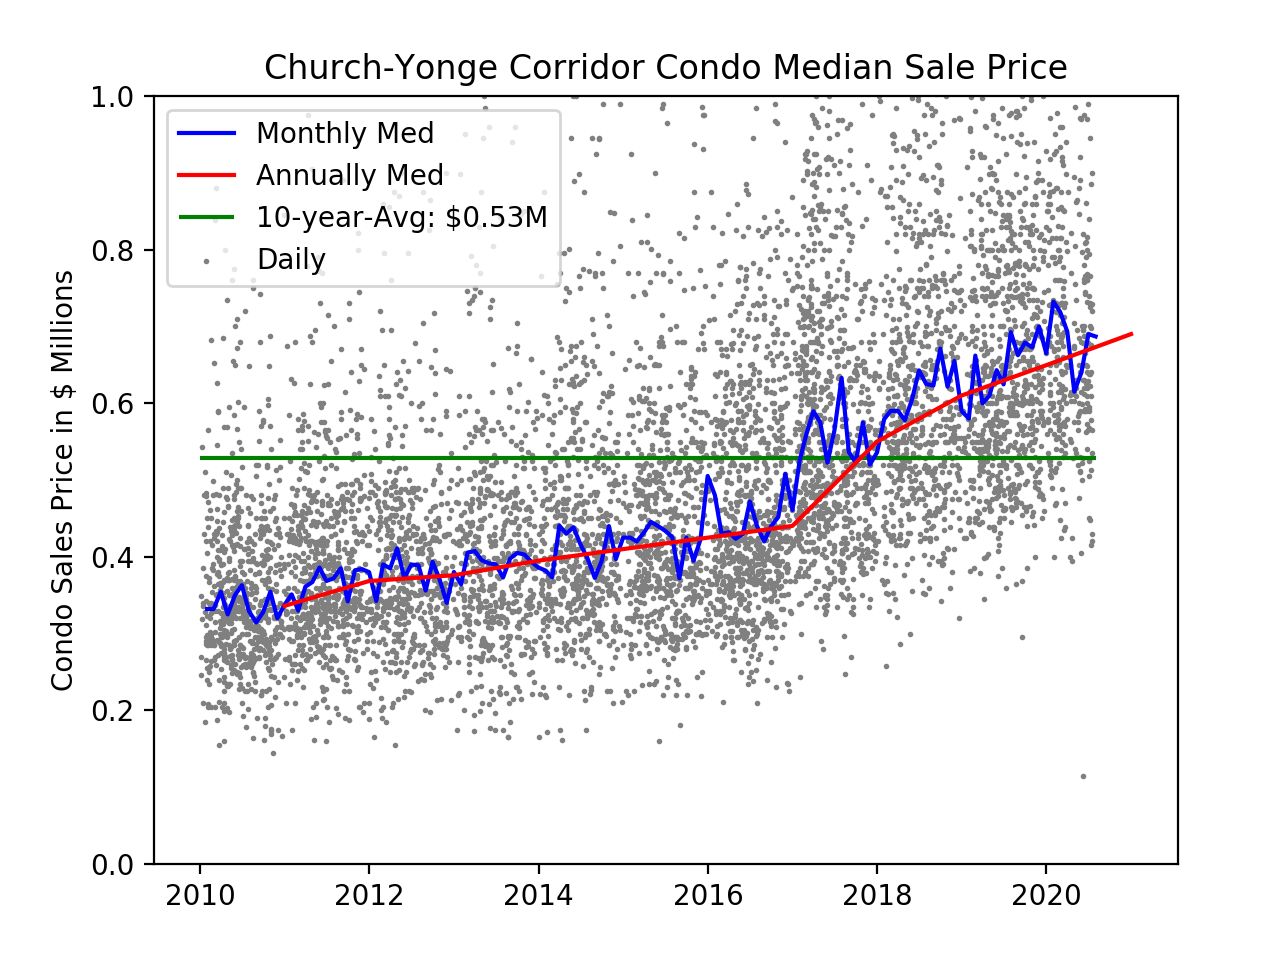 Church-Yonge Corridor Condo Median Sale Price
Condo Sales Price in $ Millions
1.0
0.8
0.6
0.4
0.2
0.0
Monthly Med
Annually Med
10-year-Avg: $0.53M
Daily
2010 2012 2014 2016 2018 2020